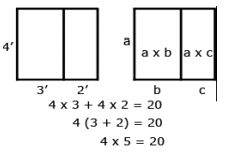 4' a a x b a x c
3' 2' b c
4 x 3 + 4 x 2 = 20
4 (3 + 2) = 20
4 x 5 = 20